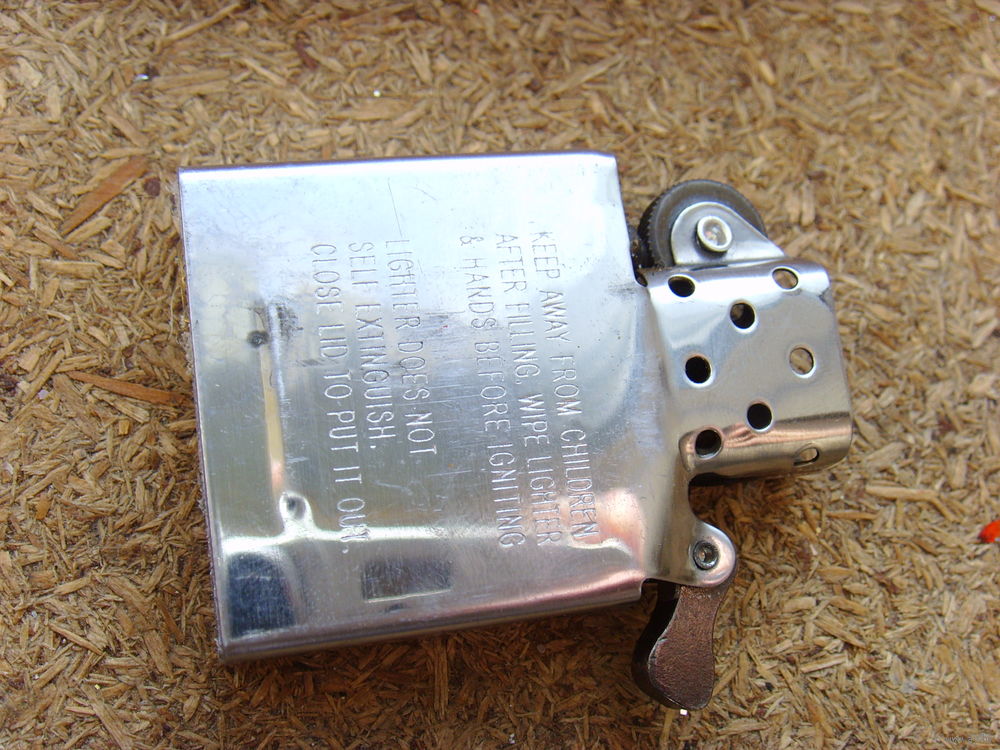 KEEP AWAY FROM CHILDREN
AFTER FILLING, WIPE LIGHTER
& HANDS BEFORE IGNITING
LIGHTER DOES NOT
SELF EXTINGUISH.
CLOSE LID TO PUT IT OUT.